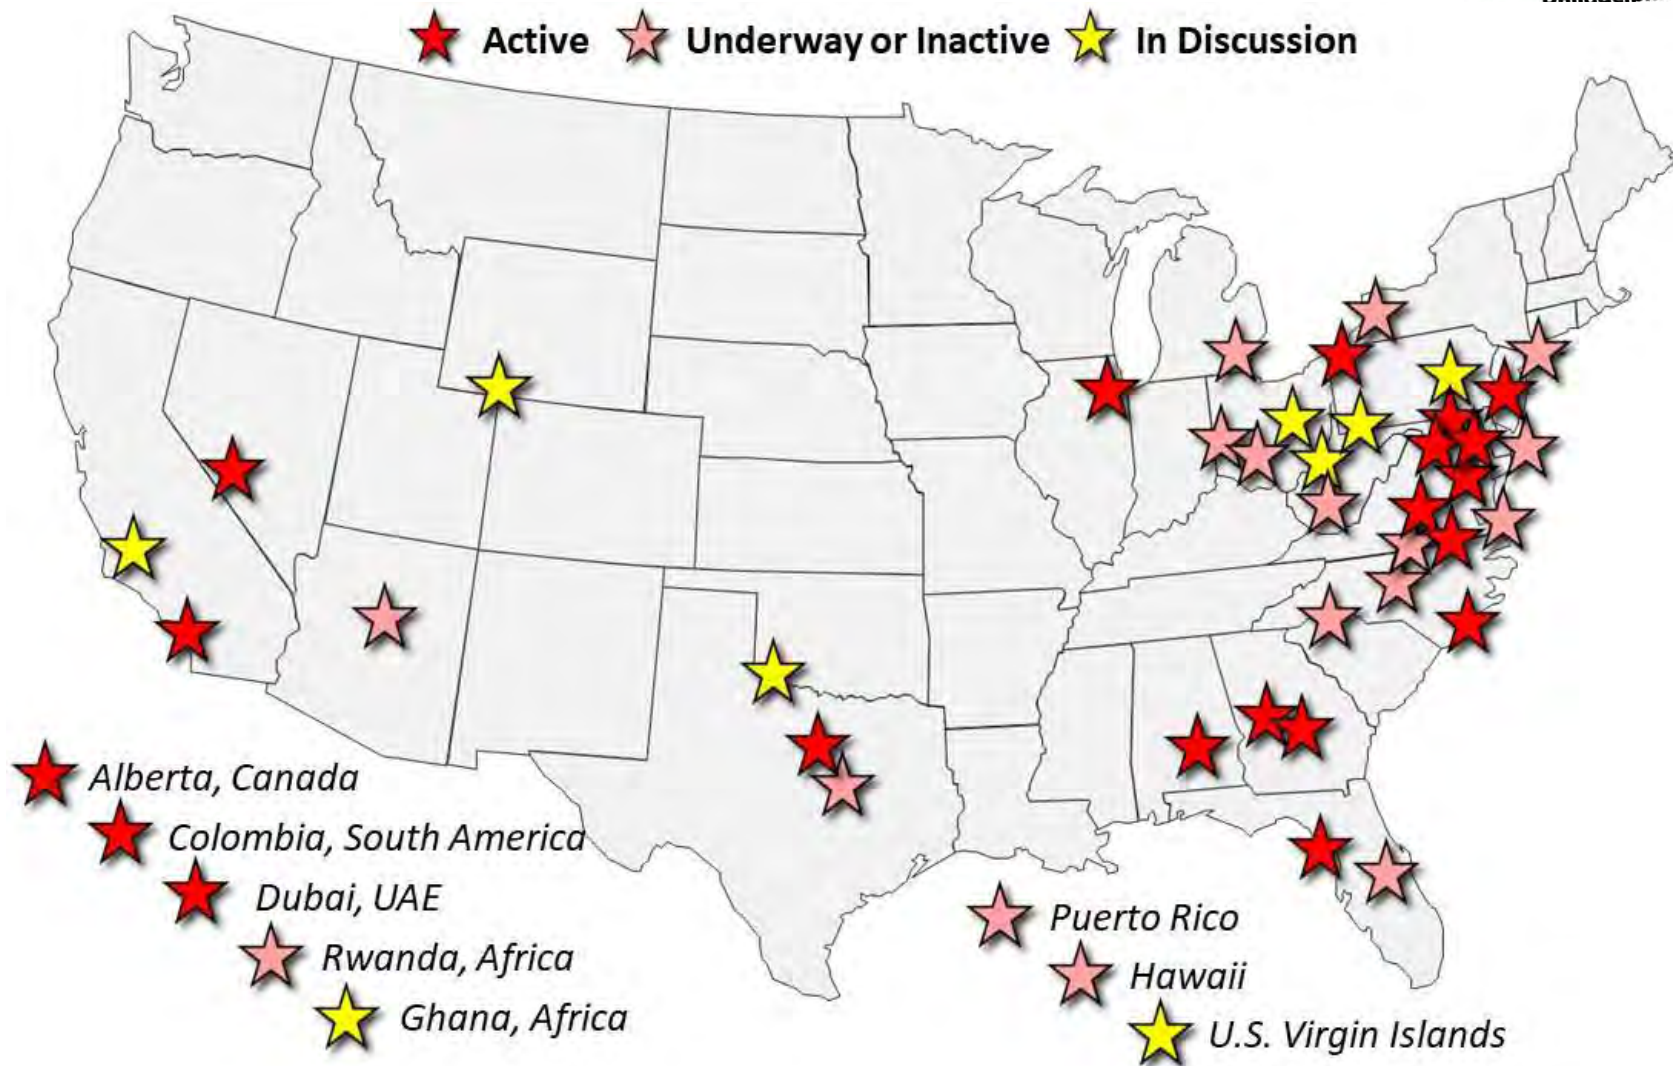 Active Underway or Inactive In Discussion
Alberta, Canada
Colombia, South America
Dubai, UAE
Rwanda, Africa
Ghana, Africa
Puerto Rico
Hawaii
U.S. Virgin Islands